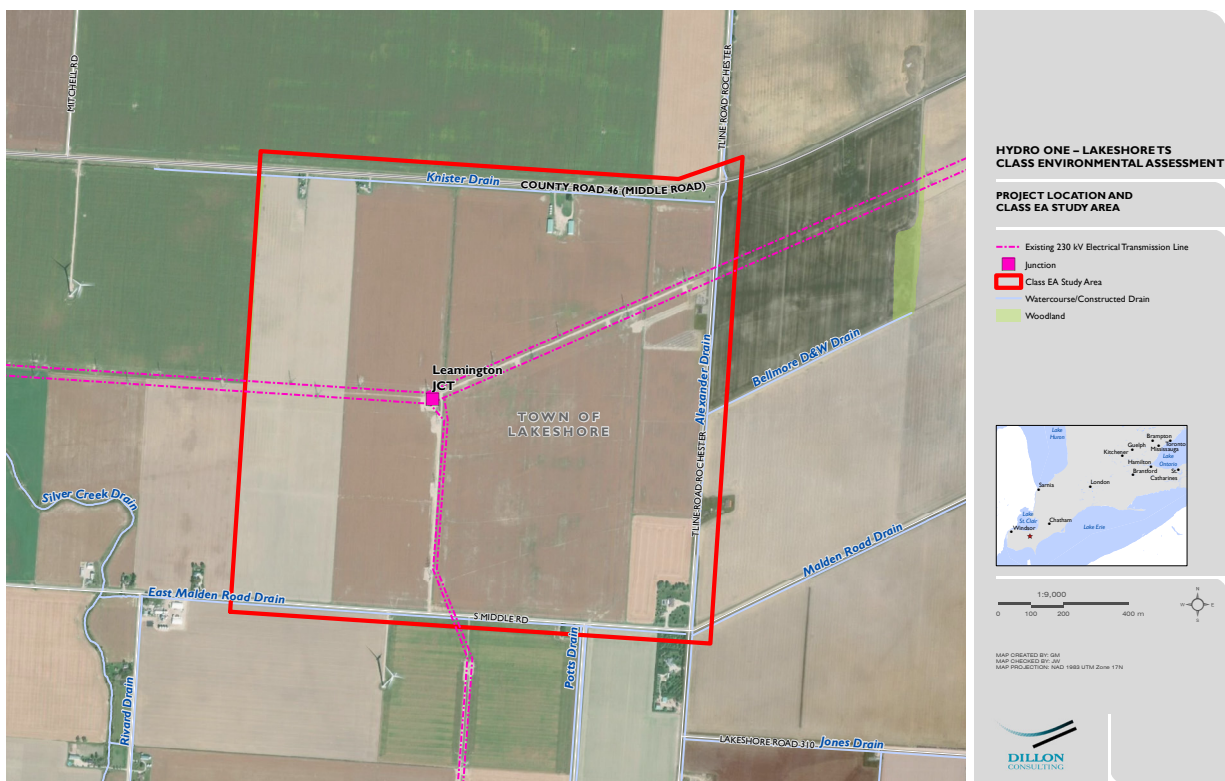 MITCHELL RD
TLINE ROAD ROCHESTER
Knister Drain
COUNTY ROAD 46 (MIDDLE ROAD)
Leamington
JCT
TOWN OF
LAKESHORE
Alexander Drain
Bellmore D&W Drain
TLINE ROAD ROCHESTER
Silver Creek Drain
East Malden Road Drain
S MIDDLE RD
Malden Road Drain
Potts Drain
Rivard Drain
LAKESHORE ROAD 310
Jones Drain
HYDRO ONE – LAKESHORE TS
CLASS ENVIRONMENTAL ASSESSMENT
PROJECT LOCATION AND
CLASS EA STUDY AREA
Existing 230 kV Electrical Transmission Line
Junction
Class EA Study Area
Watercourse/Constructed Drain
Woodland
Lake
Huron
Brampton
Guelph
Toronto
Kitchener
Mississauga
Lake
Ontario
Hamilton
Brantford
St.
Catharines
Sarnia
London
Lake
St. Clair
Chatham
Windsor
Lake Erie
1:9,000
0 100 200 400 m
N
W E
S
MAP CREATED BY: GM
MAP CHECKED BY: JW
MAP PROJECTION: NAD 1983 UTM Zone 17N
DILLON
CONSULTING